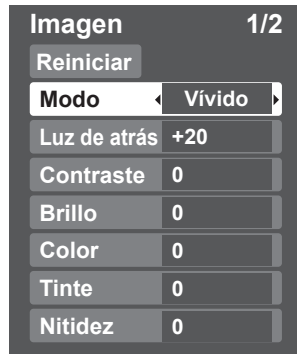 Imagen 1/2
Reiniciar
Modo Vívido
Luz de atrás +20
Contraste 0
Brillo 0
Color 0
Tinte 0
Nitidez 0